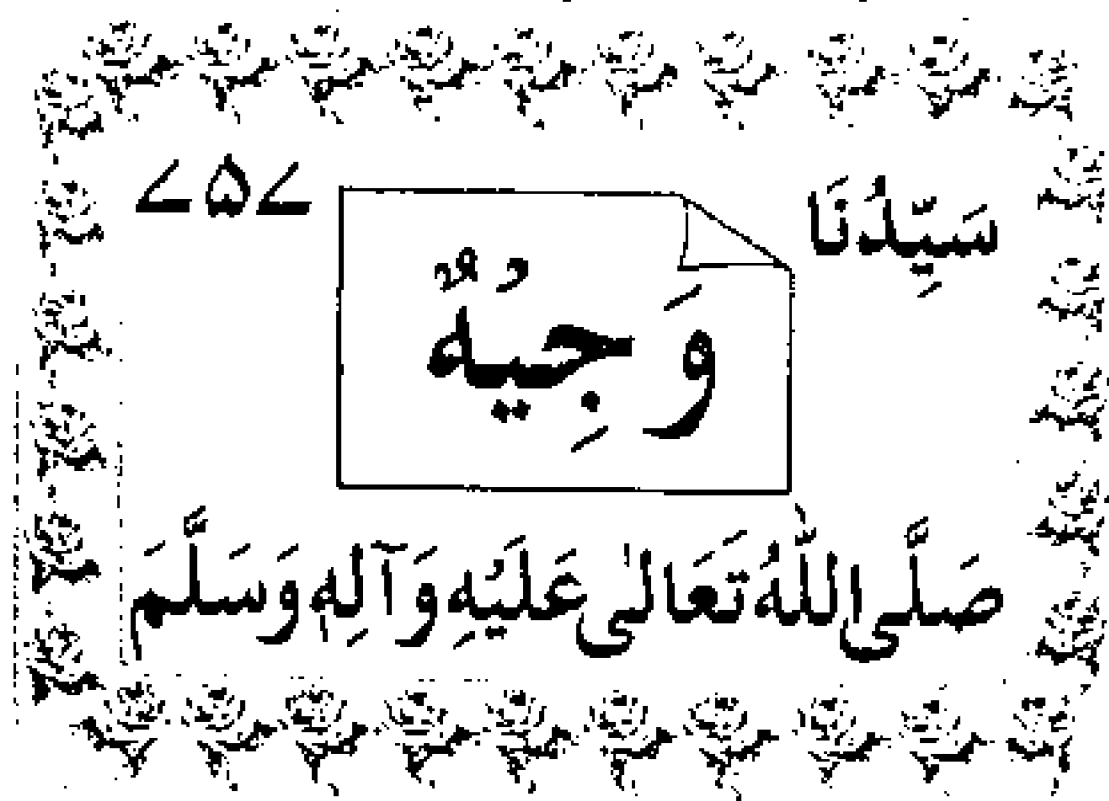 سَيِّدُنَا ۷۵۷
وَجِيْهٌ
صَلَّى اللّٰهُ تَعَالٰى عَلَيْهِ وَآلِهٖ وَسَلَّمَ